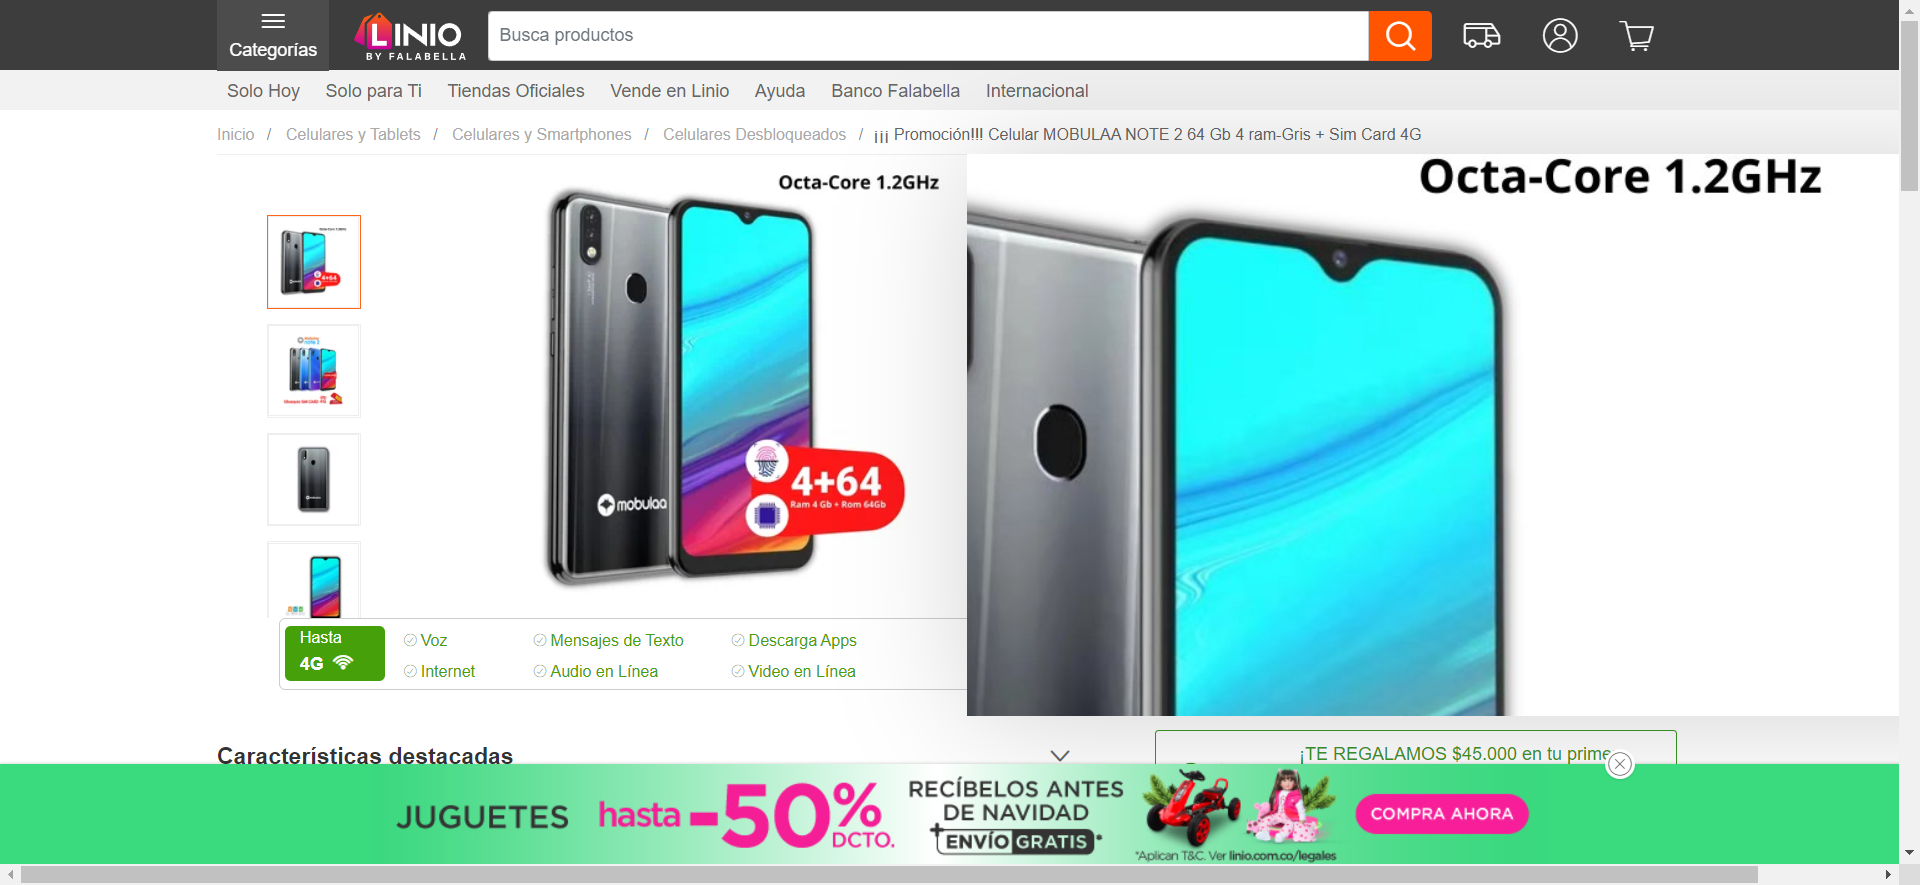 Categorías
LINIO
BY FALABELLA
Busca productos
Solo Hoy Solo para Ti Tiendas Oficiales Vende en Linio Ayuda Banco Falabella Internacional
Inicio / Celulares y Tablets / Celulares y Smartphones / Celulares Desbloqueados / ¡¡¡ Promoción!!! Celular MOBULAA NOTE 2 64 Gb 4 ram-Gris + Sim Card 4G
Octa-Core 1.2GHz
Octa-Core 1.2GHz
4+64
Ram 4 Gb + Rom 64Gb
mobulaa
4+64
Hasta
4G
Voz
Mensajes de Texto
Descarga Apps
Internet
Audio en Línea
Video en Línea
Características destacadas
¡TE REGALAMOS $45.000 en tu prime
JUGUETES hasta -50% DCTO.
RECÍBELOS ANTES
DE NAVIDAD
+ENVÍO GRATIS*
*Aplican T&C. Ver linio.com.co/legales
COMPRA AHORA